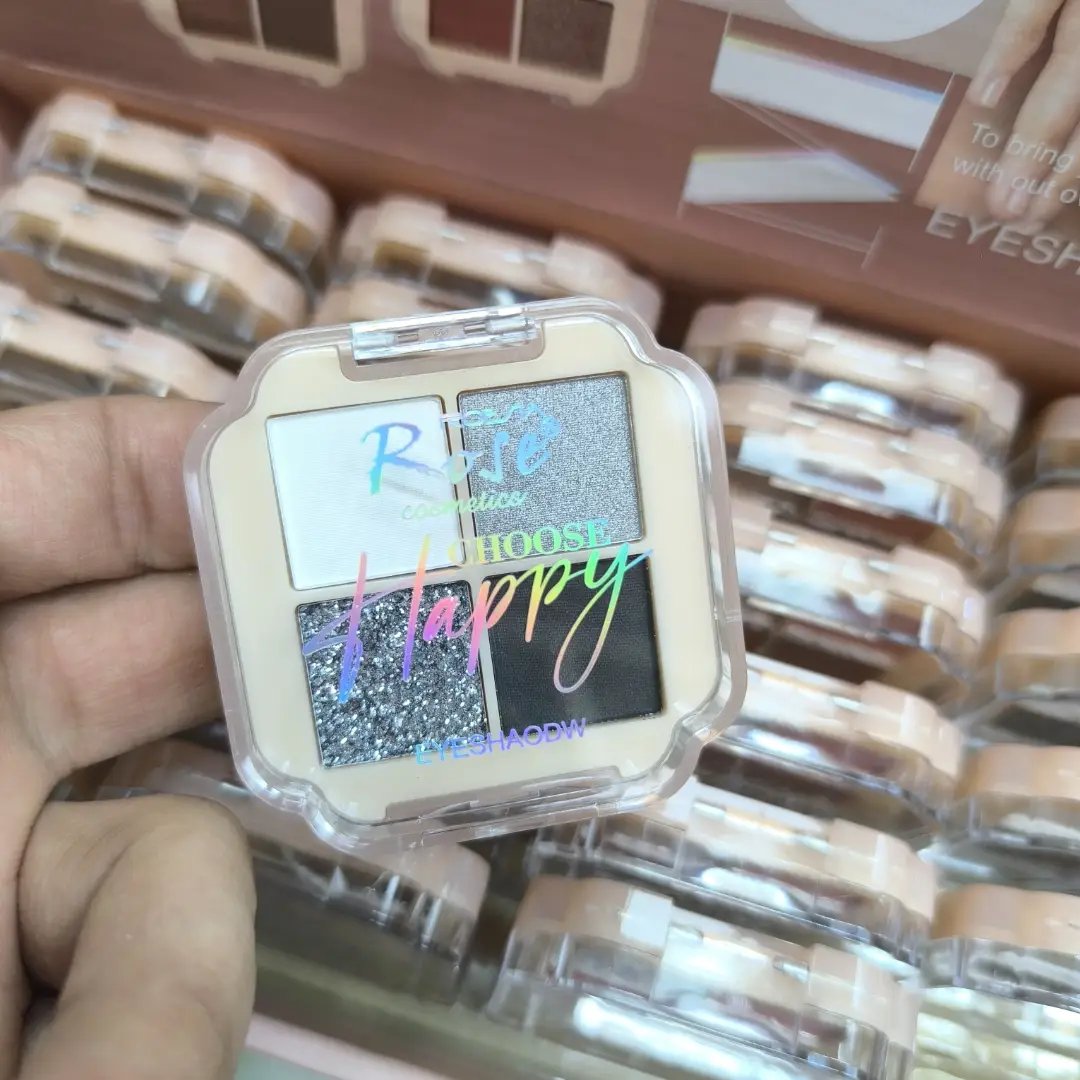 To bring
with out
EYESH
Rose
cosmetics
CHOOSE
Happy
EYESHAODW